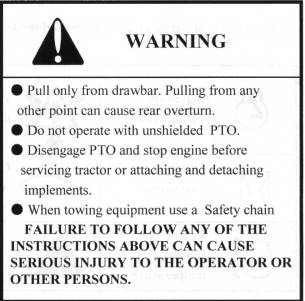 WARNING
● Pull only from drawbar. Pulling from any
other point can cause rear overturn.
● Do not operate with unshielded PTO.
● Disengage PTO and stop engine before
servicing tractor or attaching and detaching
implements.
● When towing equipment use a Safety chain
FAILURE TO FOLLOW ANY OF THE
INSTRUCTIONS ABOVE CAN CAUSE
SERIOUS INJURY TO THE OPERATOR OR
OTHER PERSONS.